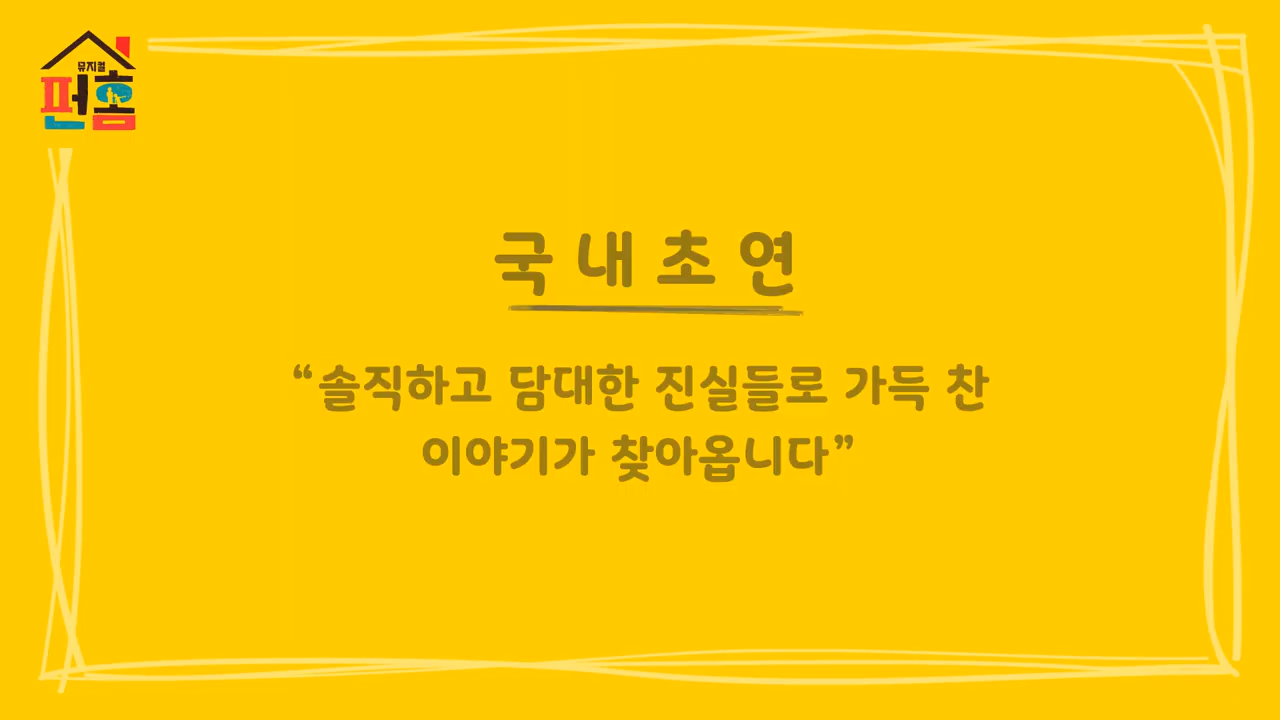 뮤지컬
펀홈
국내초연
“솔직하고 담대한 진실들로 가득 찬
이야기가 찾아옵니다”